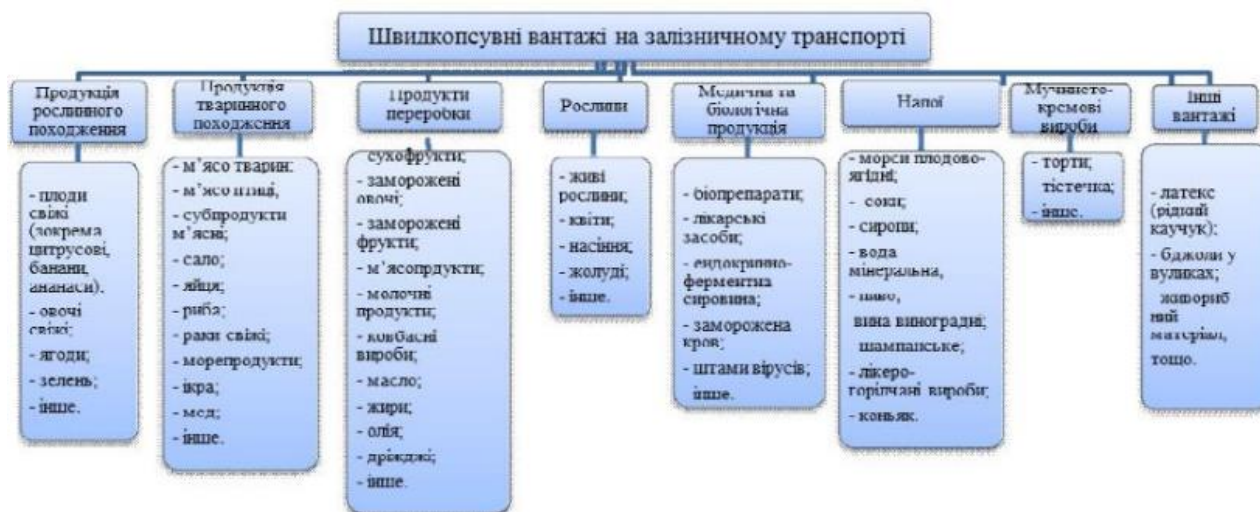 Швидкопсувні вантажі на залізничному транспорті
Продукція
рослинного
походження
- плоди
свіжі
(зокрема
цитрусові,
банани,
ананаси),
- овочі
свіжі;
- ягоди;
- зелень;
- інше.
Продукція
тваринного
походження
- м’ясо тварин;
- м’ясо птиці,
- субпродукти
м’ясні;
- сало;
- яйця;
- риба;
- раки свіжі;
- морепродукти;
- ікра;
- мед;
- інше.
Продукти
переробки
сухофрукти;
- заморожені
овочі;
- заморожені
фрукти;
- м’ясопрдукти;
- молочні
продукти;
- ковбасні
вироби;
- масло;
- жири;
- олія;
- дріжджі;
- інше.
Рослини
- живі
рослини;
- квіти;
- насіння;
- жолуді;
- інше.
Медична та
біологічна
продукція
- біопрепарати;
- лікарські
засоби;
- ендокринно-
ферментна
сировина;
- заморожена
кров;
- штами вірусів;
інше.
Напої
- морси плодово-
ягідні;
- соки;
- сиропи;
- вода
мінеральна,
- пиво,
вина виноградні;
шампанське;
- лікеро-
горілчані вироби;
- коньяк.
Мучнисто-
кремові
вироби
- торти;
тістечка;
- інше.
Інші
вантажі
- латекс
(рідкий
каучук);
- бджоли у
вуликах;
живориб
ний
матеріал,
тощо.